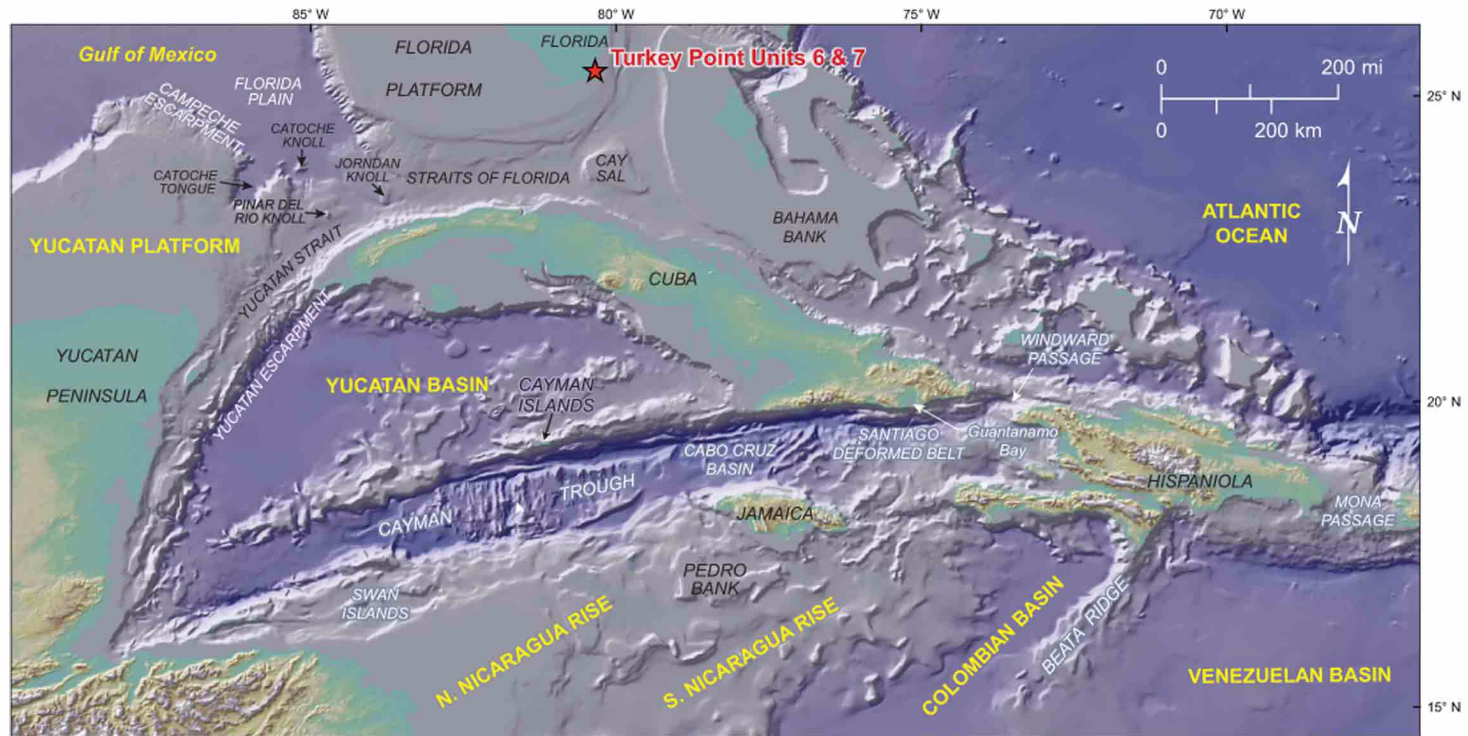 85° W
80° W
75° W
70° W
Gulf of Mexico
FLORIDA
PLATFORM
FLORIDA
Turkey Point Units 6 & 7
0
200 mi
0
200 km
25° N
FLORIDA
PLAIN
CAMPECHE
ESCARPMENT
CATOCHE
KNOLL
JORNDAN
KNOLL
CATOCHE
TONGUE
PINAR DEL
RIO KNOLL
STRAITS OF FLORIDA
CAY
SAL
BAHAMA
BANK
ATLANTIC
OCEAN
N
YUCATAN PLATFORM
YUCATAN STRAIT
CUBA
YUCATAN ESCARPMENT
YUCATAN
PENINSULA
YUCATAN BASIN
CAYMAN
ISLANDS
WINDWARD
PASSAGE
20° N
CABO CRUZ
BASIN
SANTIAGO
DEFORMED BELT
Guantanamo
Bay
HISPANIOLA
MONA
PASSAGE
CAYMAN
TROUGH
JAMAICA
PEDRO
BANK
SWAN
ISLANDS
N. NICARAGUA RISE
S. NICARAGUA RISE
COLOMBIAN BASIN
BEATA RIDGE
VENEZUELAN BASIN
15° N